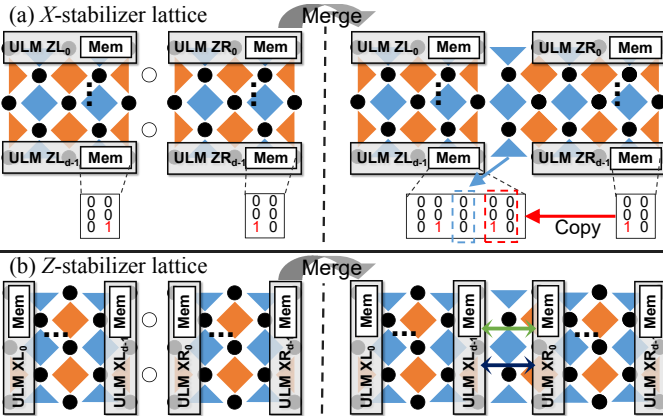 (a) X-stabilizer lattice
Merge
ULM ZL0 Mem
ULM ZR0 Mem
ULM ZL0 Mem
ULM ZR0 Mem
ULM ZLd-1 Mem
ULM ZRd-1 Mem
ULM ZLd-1 Mem
ULM ZRd-1 Mem
0 0
0 0
0 1
0 0
0 0
1 0
0 0 0 0 0
0 0 0 0 0
0 1 0 1 0
Copy
0 0
0 0
1 0
(b) Z-stabilizer lattice
Merge
ULM XL0 Mem
ULM XLd-1 Mem
ULM XR0 Mem
ULM XRd-1 Mem
ULM XL0 Mem
ULM XLd-1 Mem
ULM XR0 Mem
ULM XRd-1 Mem